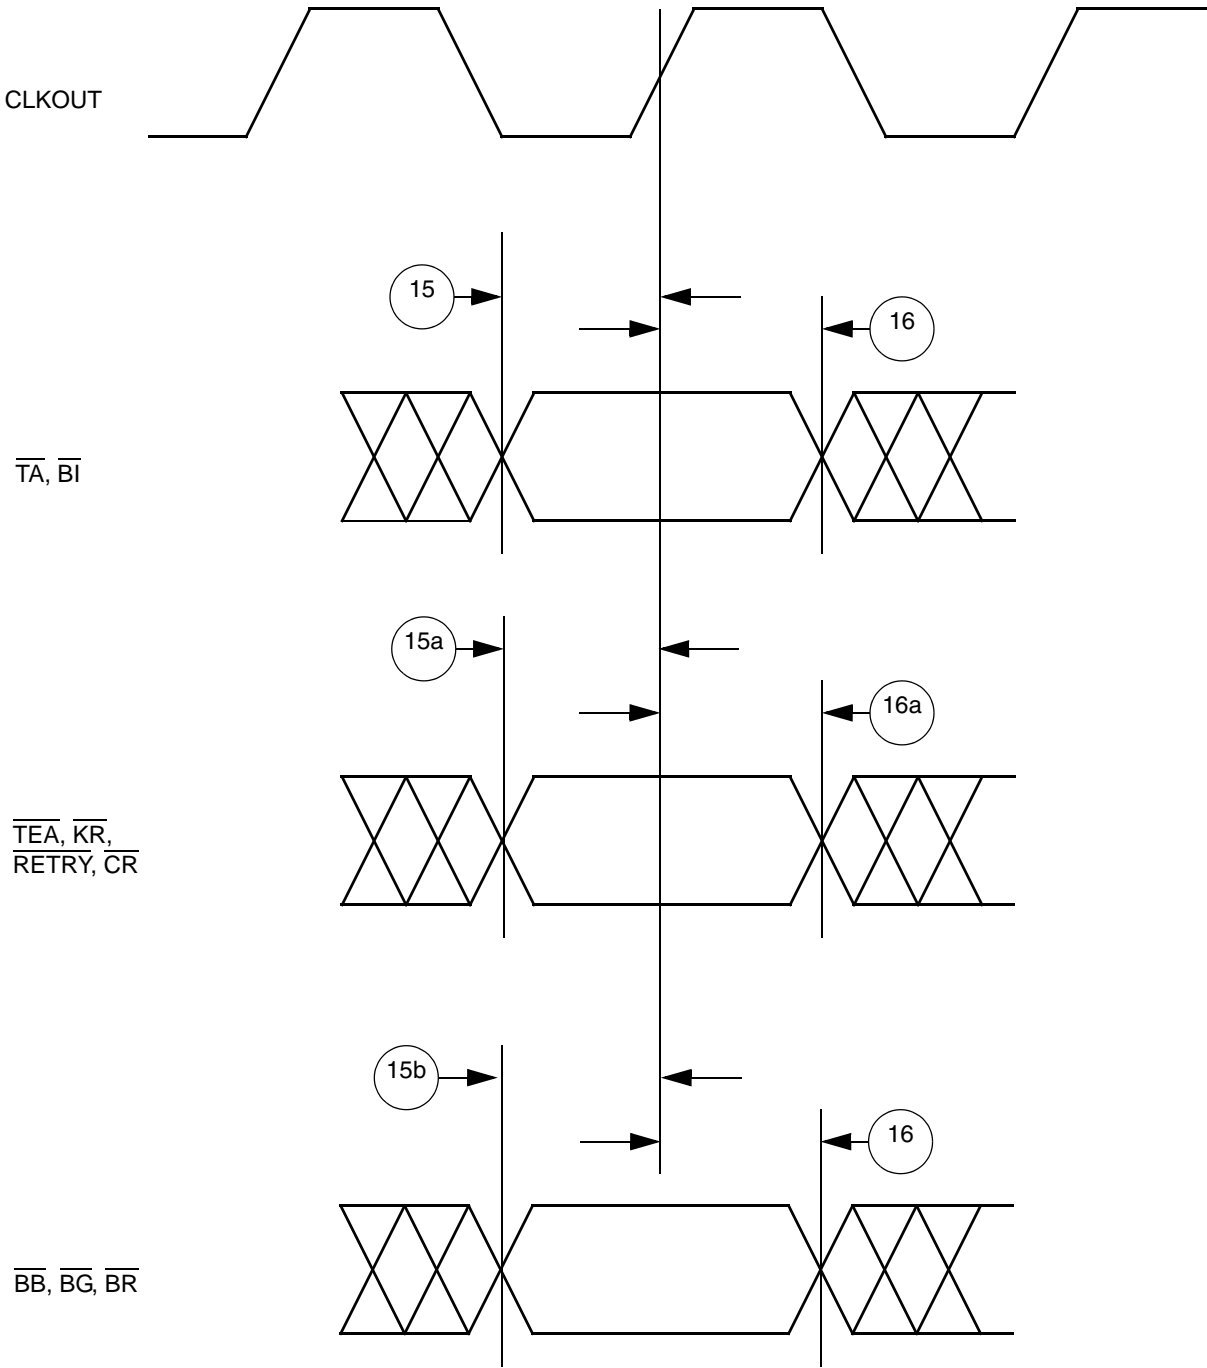 CLKOUT
15
16
TA, BI
15a
16a
TEA, KR,
RETRY, CR
15b
16
BB, BG, BR